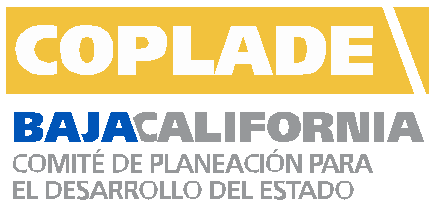 COPLADE
BAJACALIFORNIA
COMITÉ DE PLANEACIÓN PARA
EL DESARROLLO DEL ESTADO